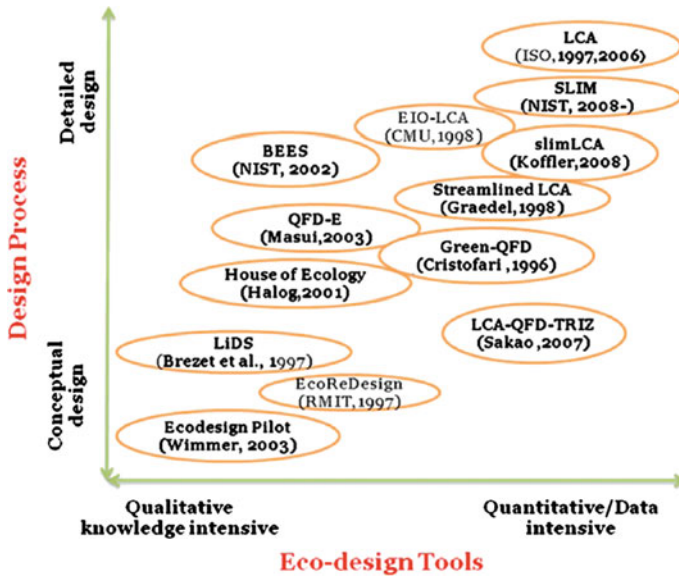 LCA
(ISO,1997,2006)
SLIM
(NIST, 2008-)
EIO-LCA
(CMU, 1998)
slimLCA
(Koffler,2008)
BEES
(NIST, 2002)
Streamlined LCA
(Graedel,1998)
QFD-E
(Masui,2003)
Green-QFD
(Cristofari ,1996)
House of Ecology
(Halog,2001)
LCA-QFD-TRIZ
(Sakao ,2007)
LiDS
(Brezet et al., 1997)
EcoReDesign
(RMIT,1997)
Ecodesign Pilot
(Wimmer, 2003)
Design Process
Detailed
design
Conceptual
design
Qualitative
knowledge intensive
Quantitative/Data
intensive
Eco-design Tools